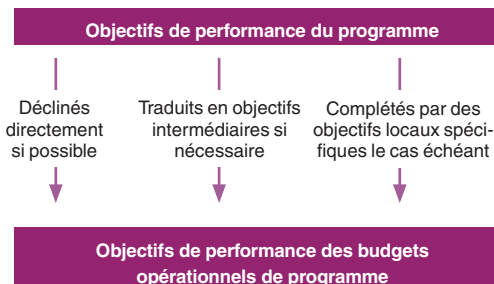 Objectifs de performance du programme
Déclinés
directement
si possible
Traduits en objectifs
intermédiaires si
nécessaire
Complétés par des
objectifs locaux spéci-
fiques le cas échéant
Objectifs de performance des budgets
opérationnels de programme